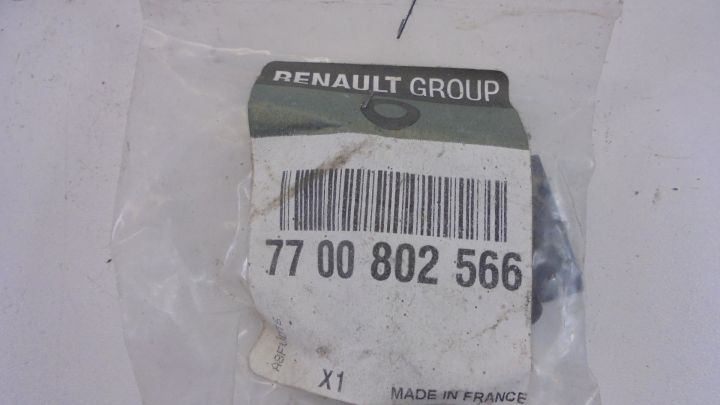 RENAULT GROUP
77 00 802 566
X1
MADE IN FRANCE